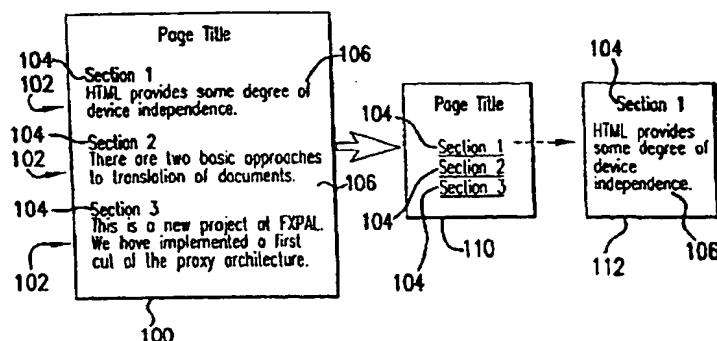 Page Title
104
Section 1
106
102
HTML provides some degree of
device independence.
104
Section 2
102
There are two basic approaches
to translation of documents.
106
104
Section 3
This is a new project at FXPAL.
We have implemented a first
cut of the proxy architecture.
102
100
Page Title
104
Section 1
Section 2
104
Section 3
104
110
104
Section 1
HTML provides
some degree of
device
independence.
112
106